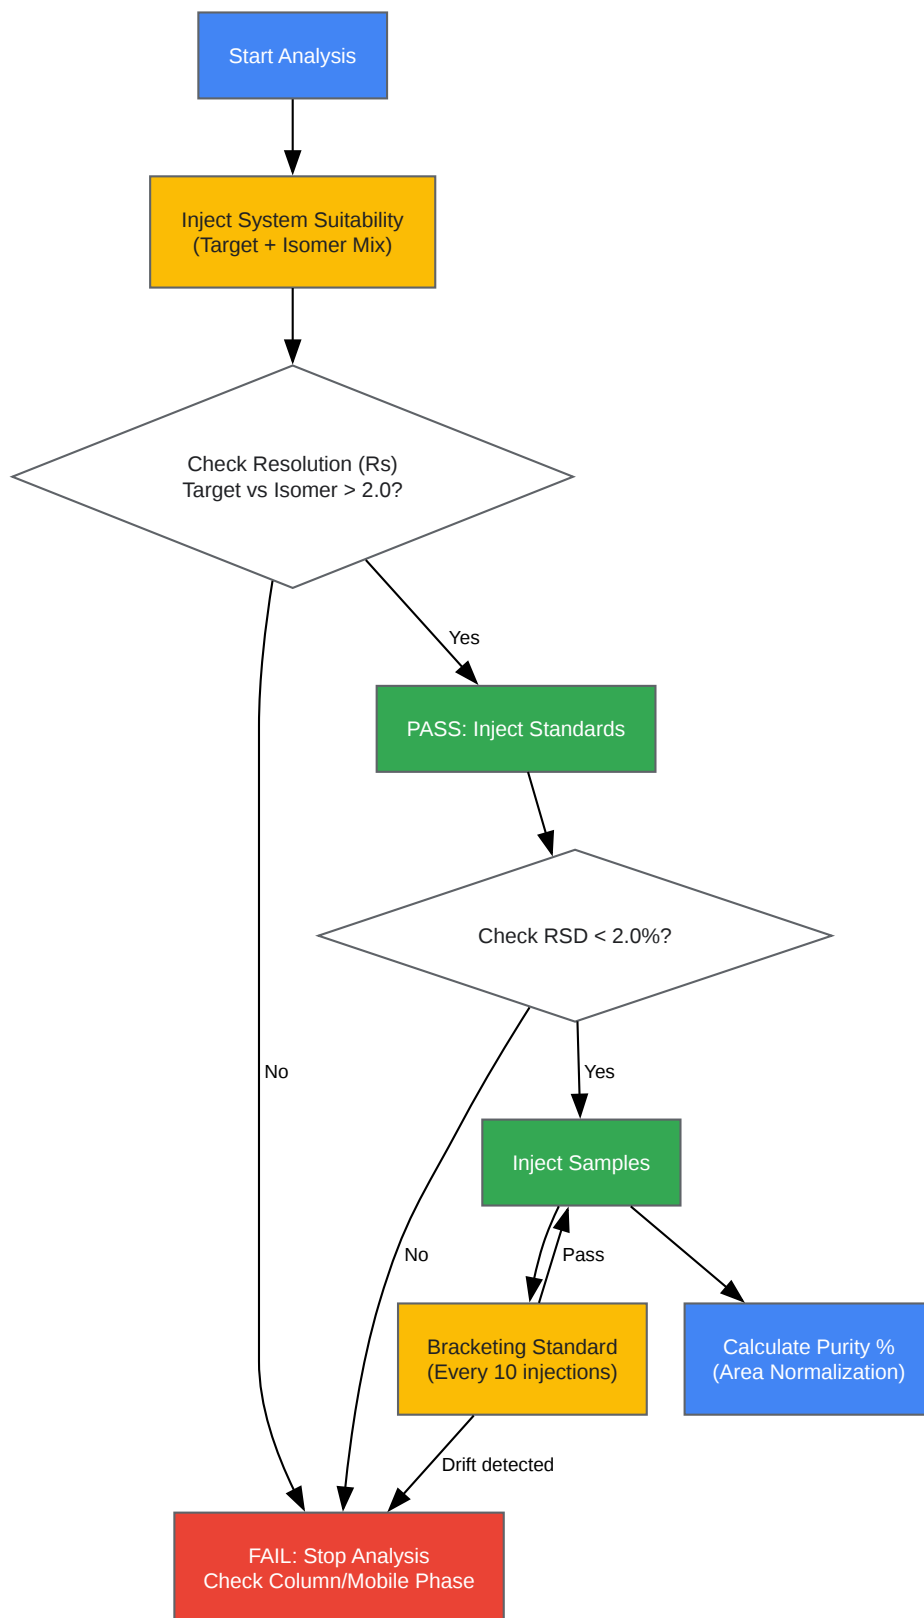 Start Analysis
Inject System Suitability
(Target + Isomer Mix)
Check Resolution (Rs)
Target vs Isomer > 2.0?
Yes
PASS: Inject Standards
Check RSD < 2.0%?
No
Yes
Inject Samples
No
Pass
Bracketing Standard
(Every 10 injections)
Calculate Purity %
(Area Normalization)
Drift detected
FAIL: Stop Analysis
Check Column/Mobile Phase